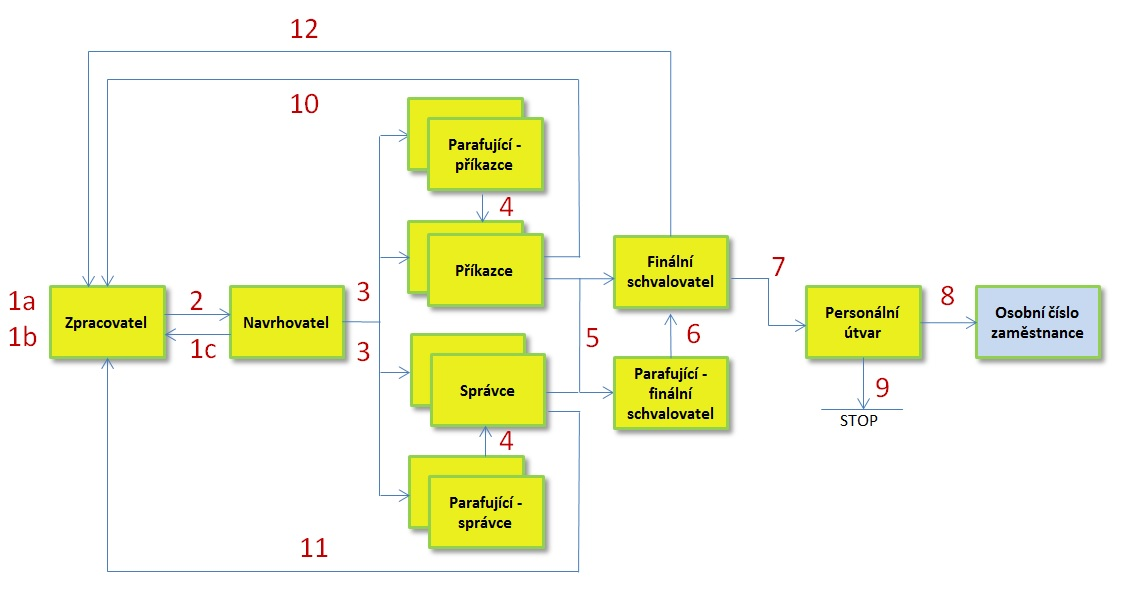 12
10
Parafující -
příkazce
4
Příkazce
Finální
schvalovatel
7
1a
1b
Zpracovatel
2
1c
Navrhovatel
3
3
5
6
Personální
útvar
8
Osobní číslo
zaměstnance
Správce
Parafující -
finální
schvalovatel
9
STOP
4
Parafující -
správce
11